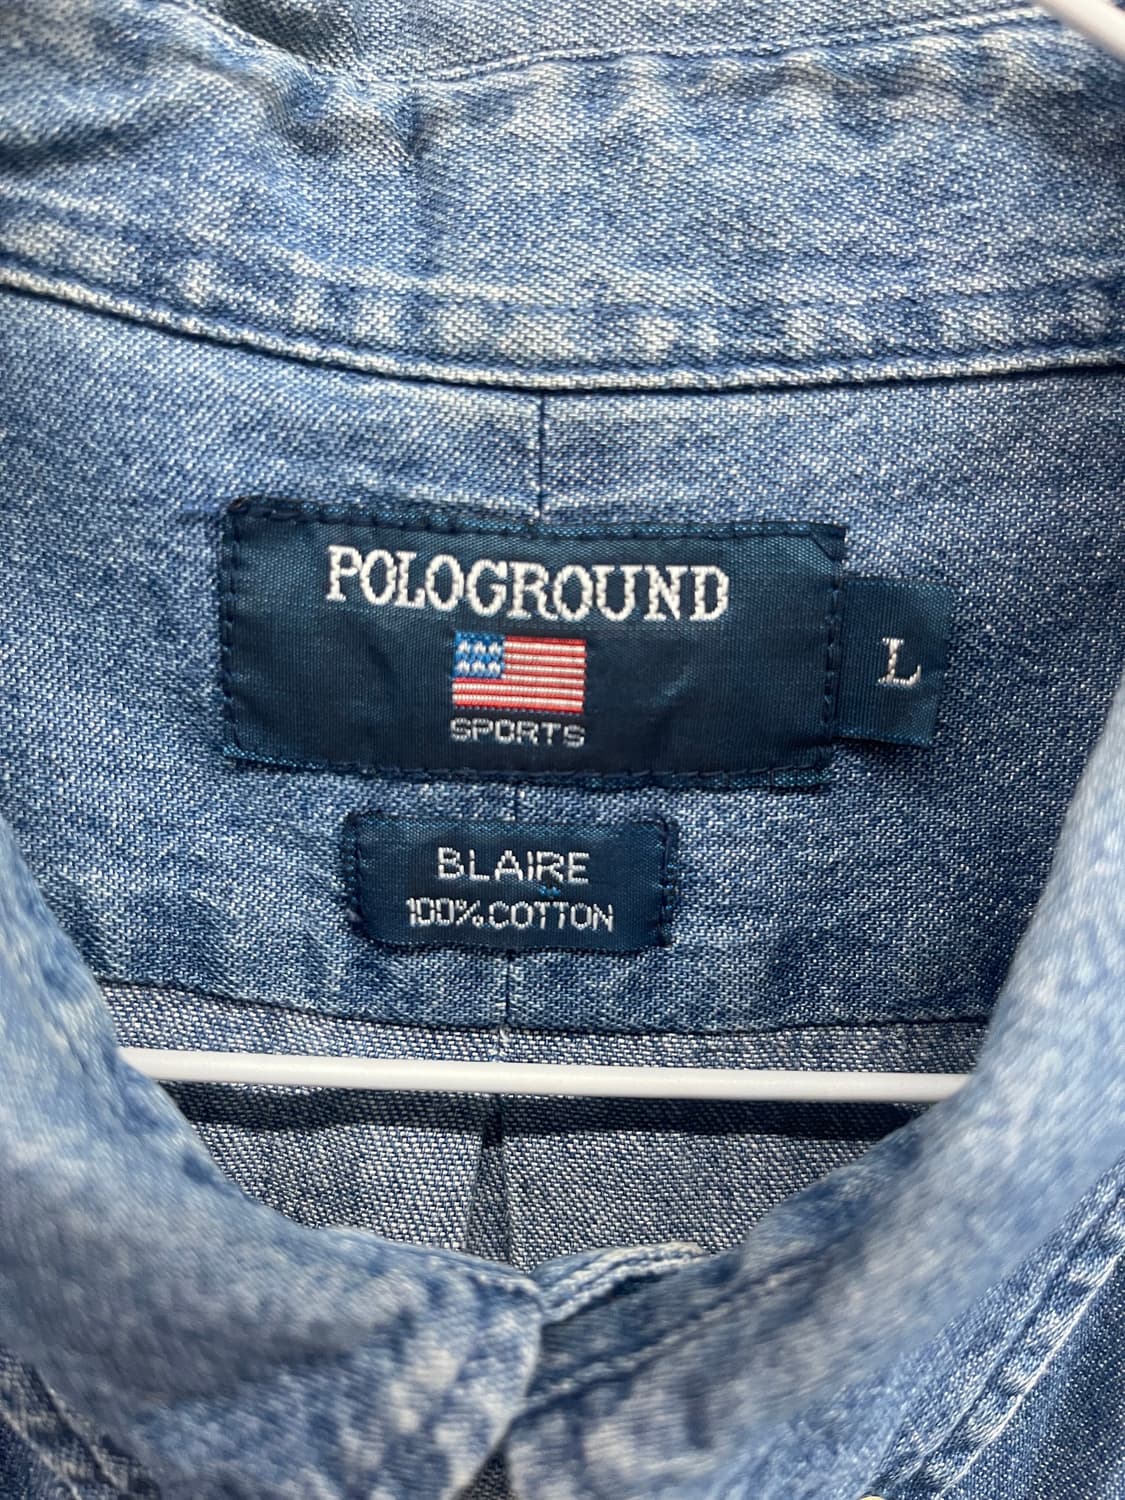 POLOGROUND
SPORTS
L
BLAIRE
100% COTTON